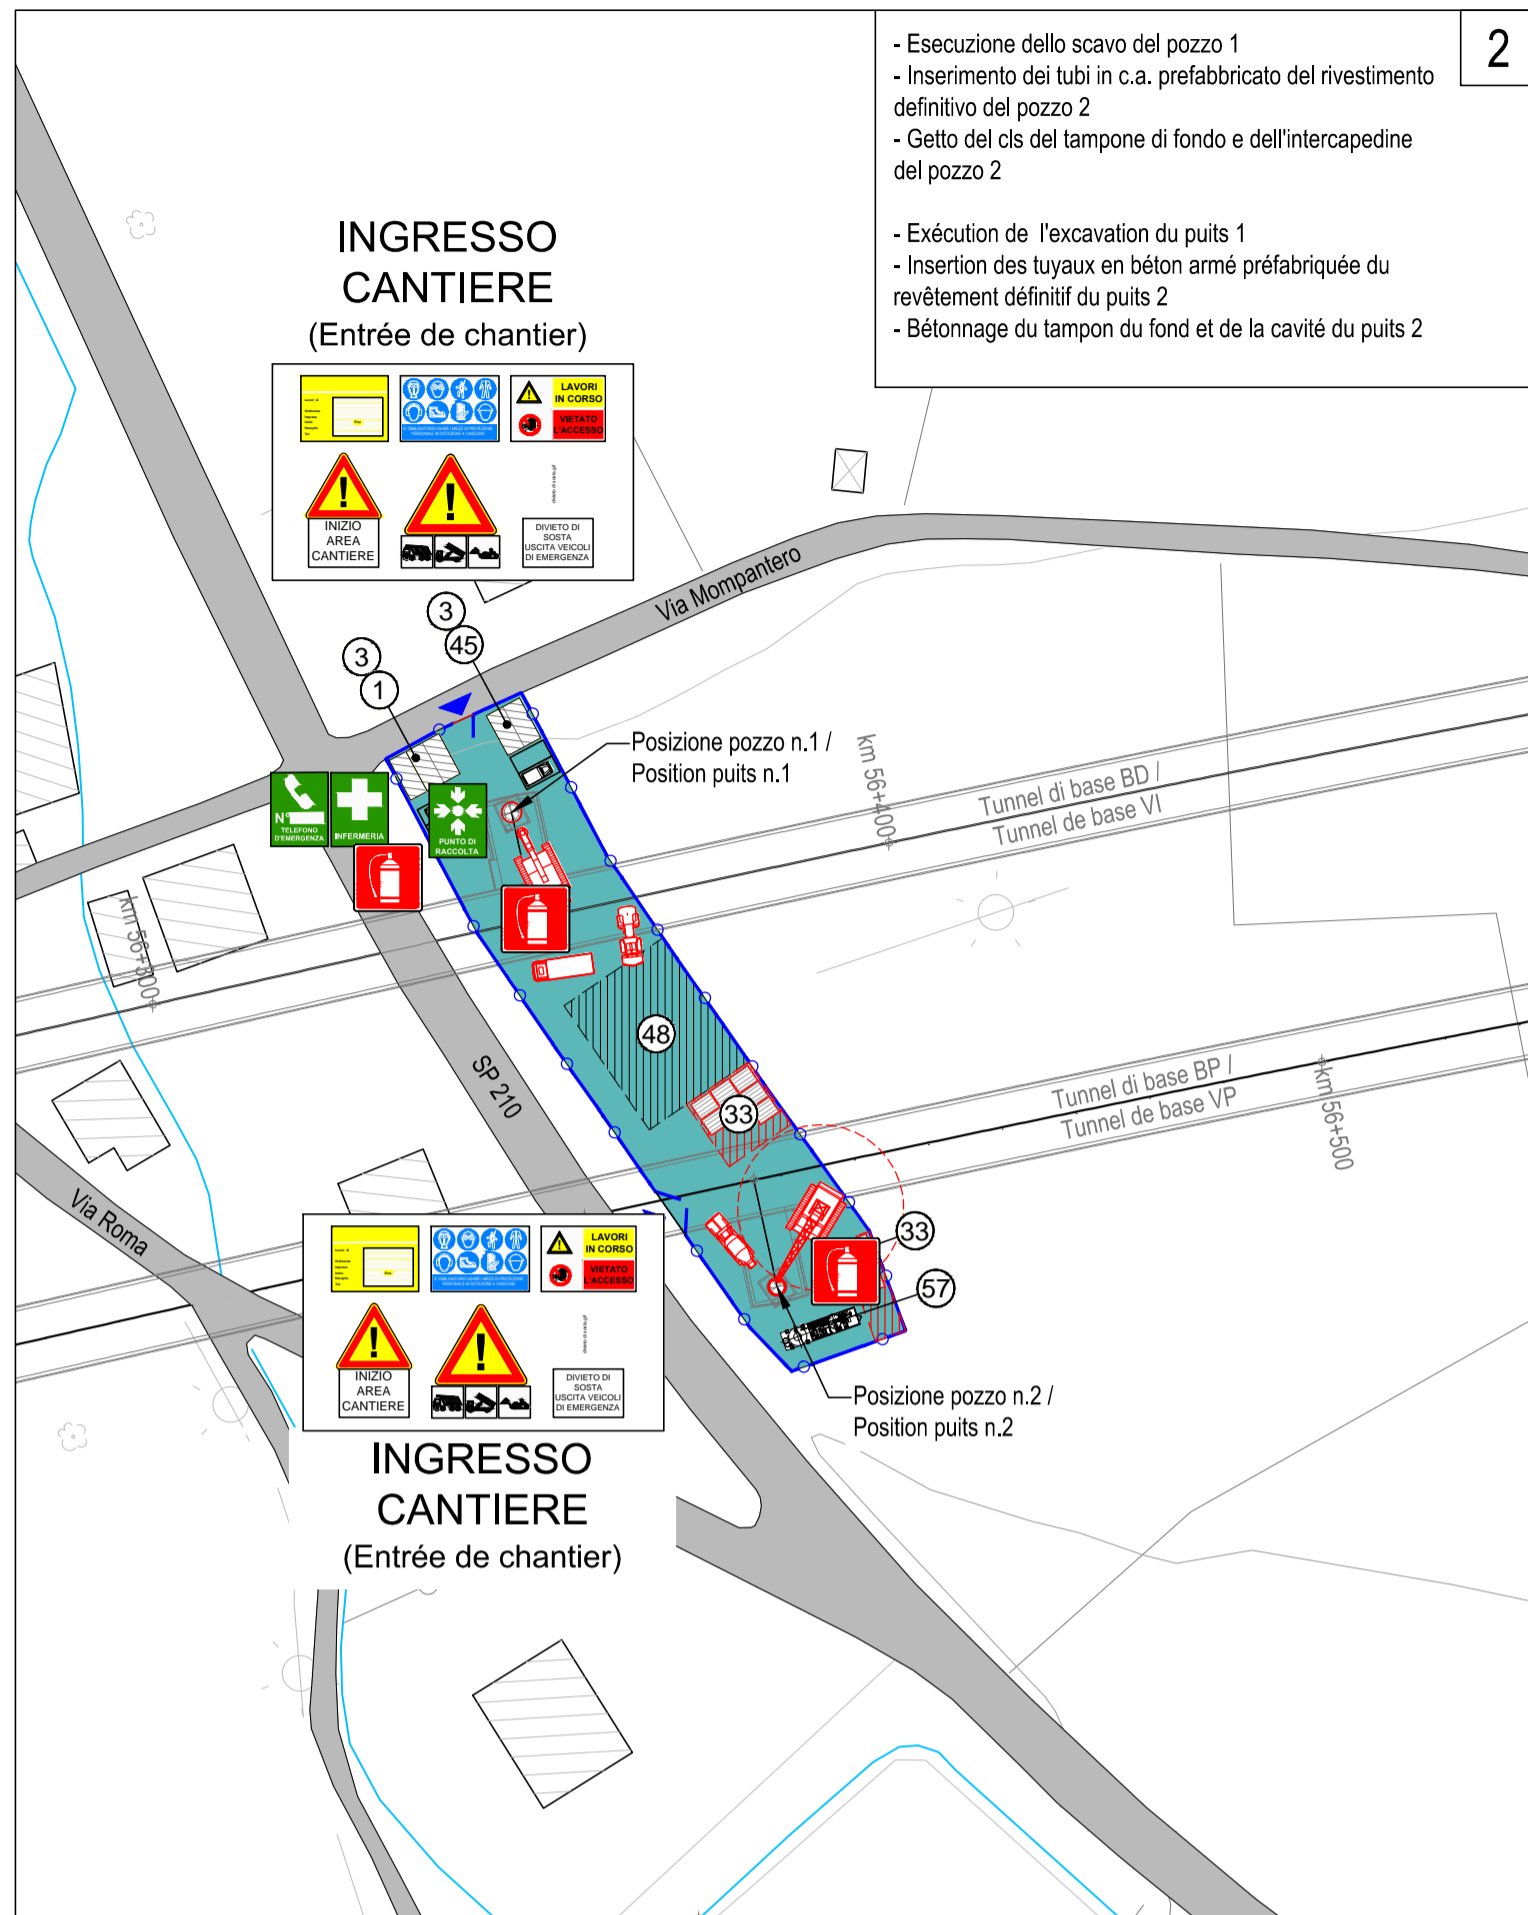 2
- Esecuzione dello scavo del pozzo 1
- Inserimento dei tubi in c.a. prefabbricato del rivestimento
definitivo del pozzo 2
- Getto del cls del tampone di fondo e dell'intercapedine
del pozzo 2
- Exécution de l'excavation du puits 1
- Insertion des tuyaux en béton armé préfabriquée du
revêtement définitif du puits 2
- Bétonnage du tampon du fond et de la cavité du puits 2
INGRESSO
CANTIERE
(Entrée de chantier)
LAVORI
IN CORSO
VIETATO
L'ACCESSO
INIZIO
AREA
CANTIERE
DIVIETO DI
SOSTA
USCITA VEICOLI
DI EMERGENZA
Via Mompantero
3
45
3
1
Posizione pozzo n.1 /
Position puits n.1
km 56+400
Tunnel di base BD /
Tunnel de base VI
N°
TELEFONO
D'EMERGENZA
INFERMERIA
PUNTO DI
RACCOLTA
km 56+300
48
SP 210
33
Tunnel di base BP /
Tunnel de base VP
km 56+500
Via Roma
33
57
LAVORI
IN CORSO
VIETATO
L'ACCESSO
INIZIO
AREA
CANTIERE
DIVIETO DI
SOSTA
USCITA VEICOLI
DI EMERGENZA
Posizione pozzo n.2 /
Position puits n.2
INGRESSO
CANTIERE
(Entrée de chantier)